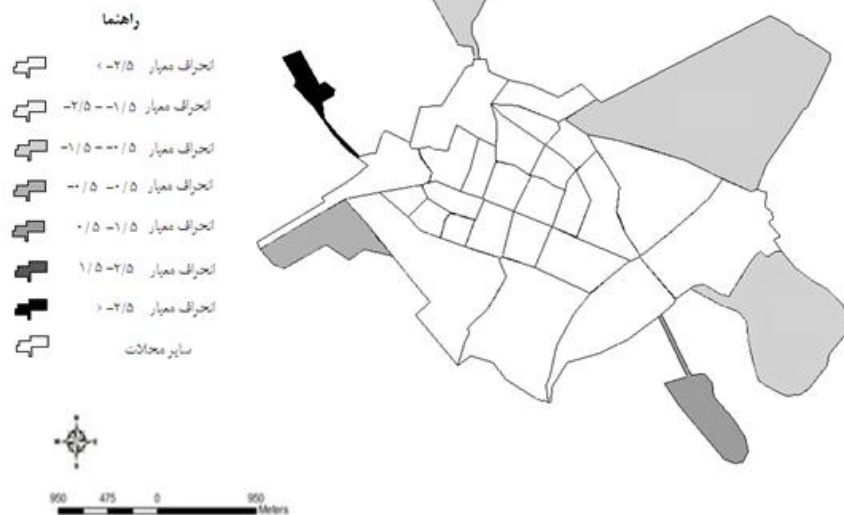 راهنما
انحراف معیار ۲/۵- >
انحراف معیار ۱/۵- – ۲/۵-
انحراف معیار ۰/۵- – ۱/۵-
انحراف معیار ۰/۵ – ۰/۵-
انحراف معیار ۱/۵ – ۰/۵
انحراف معیار ۲/۵ – ۱/۵
انحراف معیار ۲/۵- <
سایر محلات
950 475 0 950
Meters